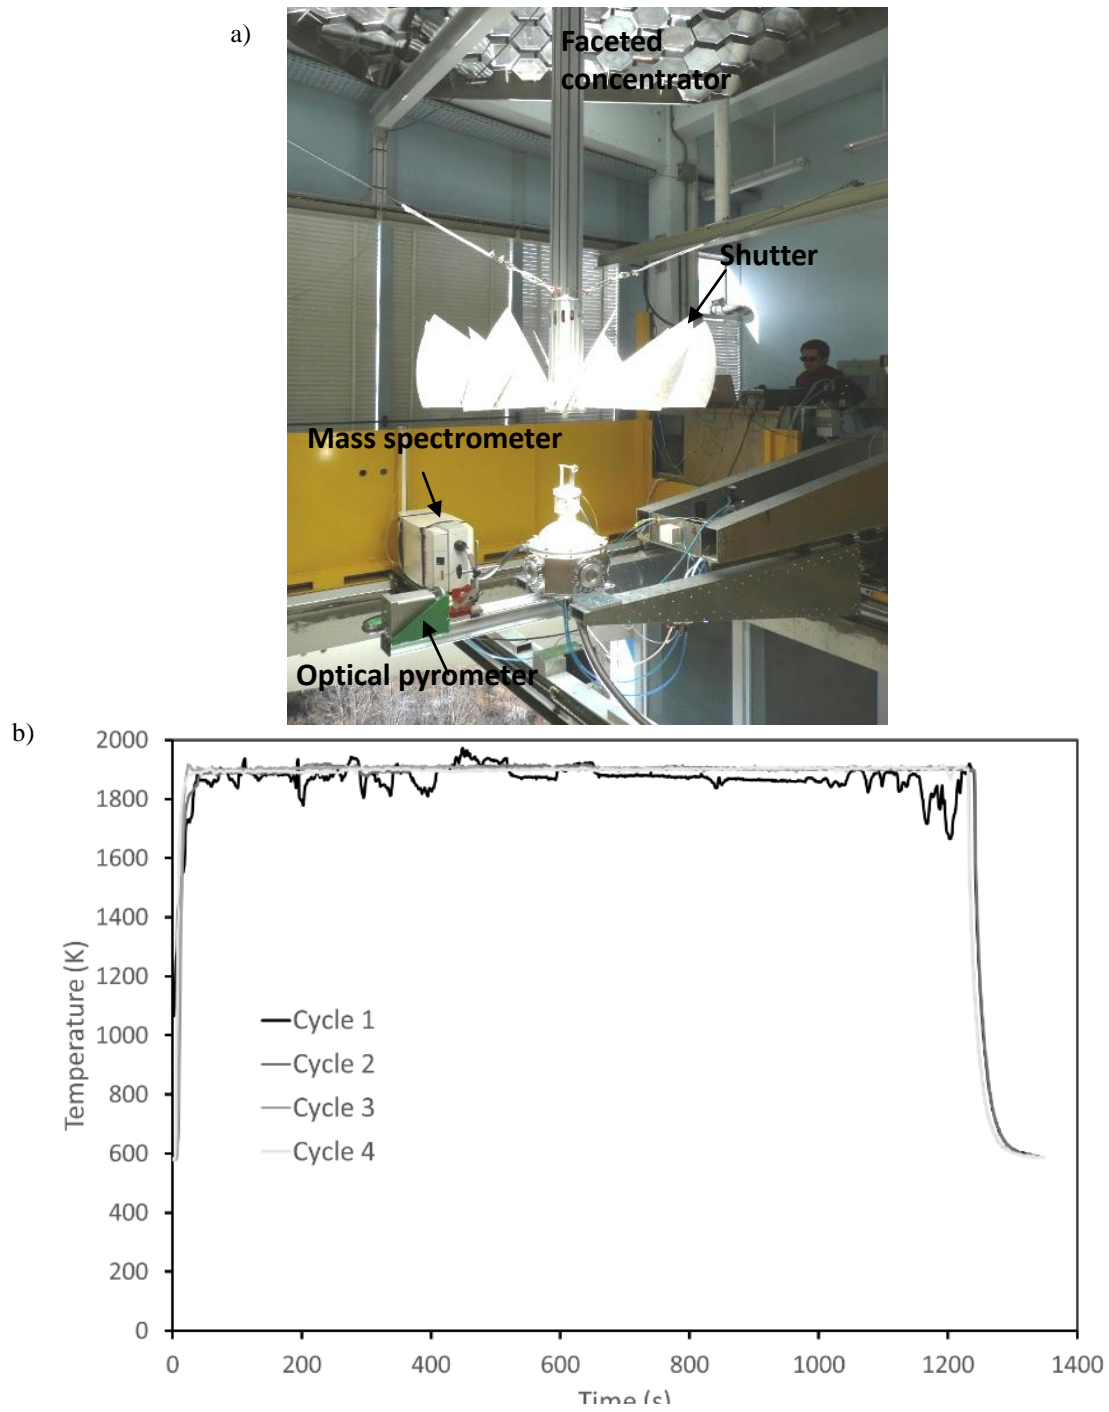 a)
Faceted
concentrator
Shutter
Mass spectrometer
Optical pyrometer
b)
2000
1800
1600
1400
1200
1000
800
600
400
200
0
Temperature (K)
Cycle 1
Cycle 2
Cycle 3
Cycle 4
0 200 400 600 800 1000 1200 1400
Time (s)